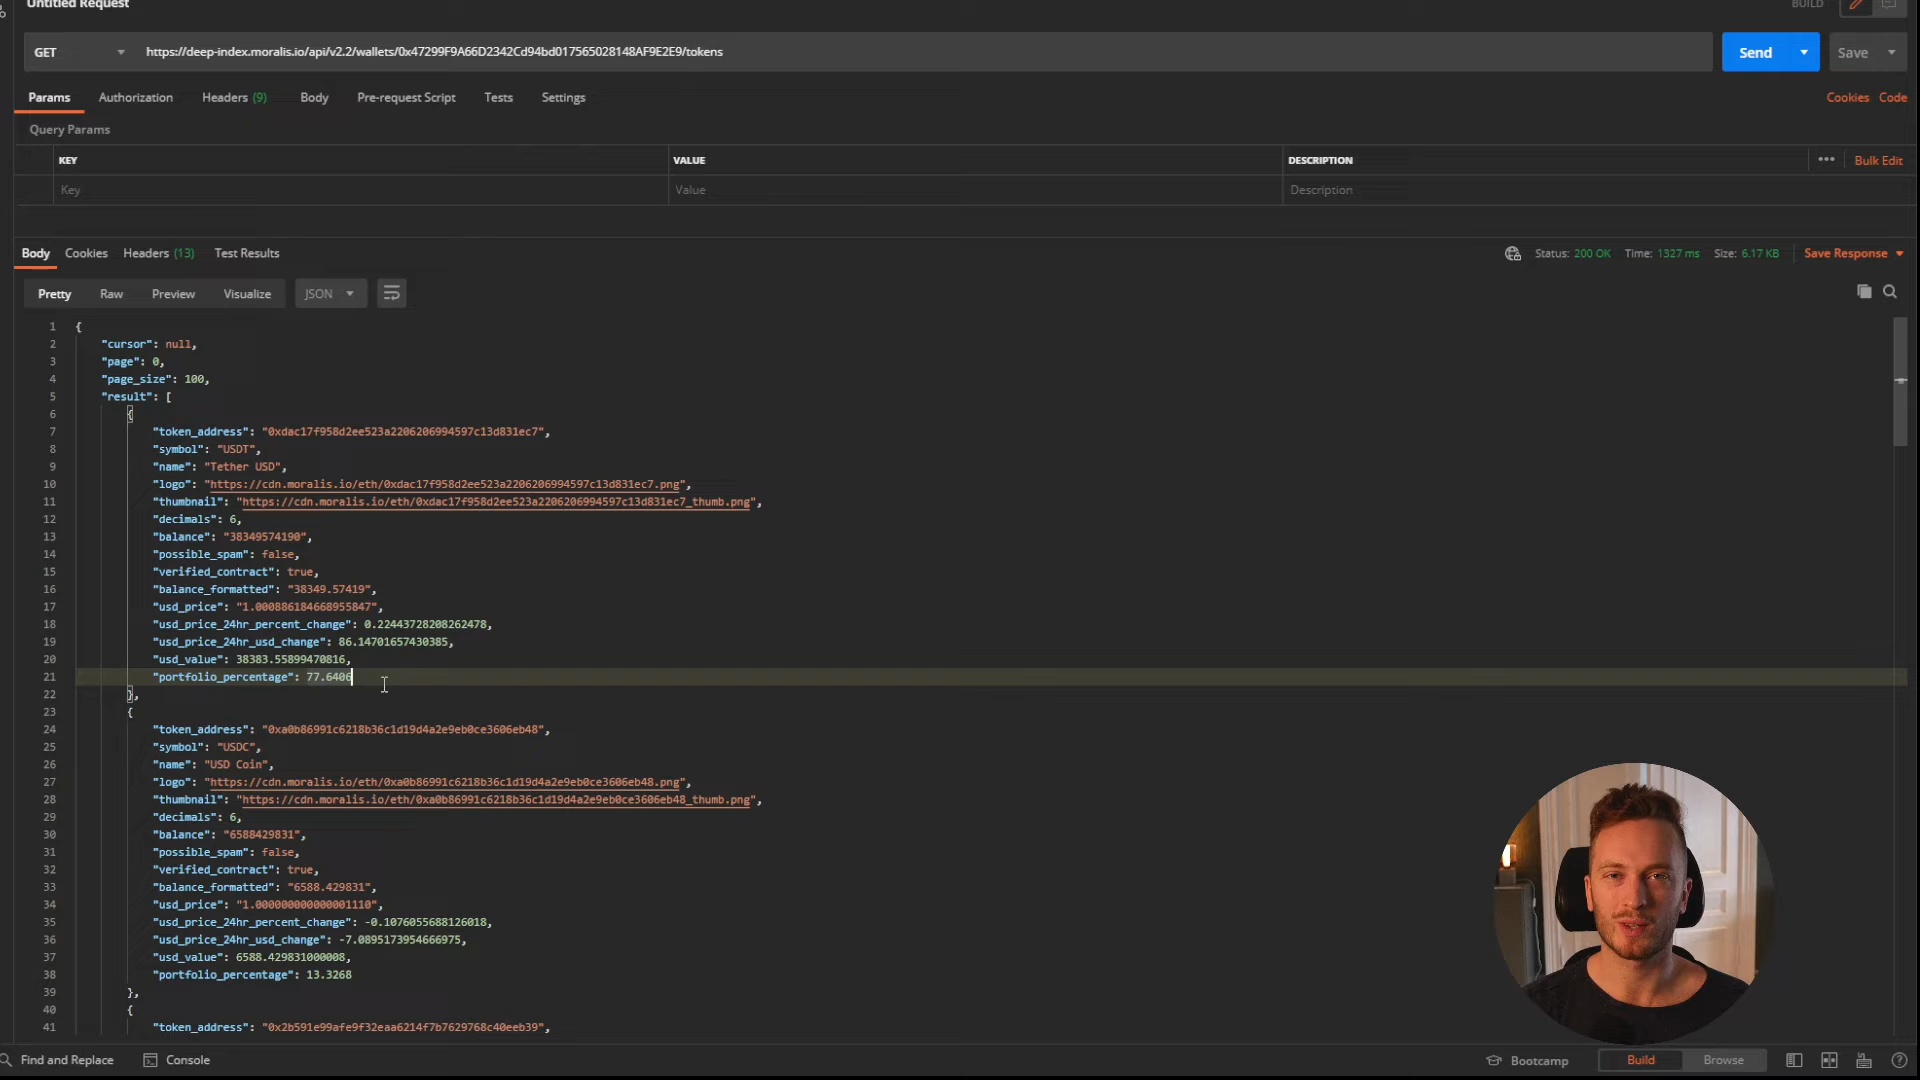 Untitled Request
BUILD
GET
https://deep-index.moralis.io/api/v2.2/wallets/0x47299F9A66D2342Cd94bd017565028148AF9E2E9/tokens
Send
Save
Params Authorization Headers (9) Body Pre-request Script Tests Settings
Cookies Code
Query Params
KEY VALUE DESCRIPTION ••• Bulk Edit
Key Value Description
Body Cookies Headers (13) Test Results
Status: 200 OK Time: 1327 ms Size: 6.17 KB Save Response
Pretty Raw Preview Visualize JSON
1 {
2 "cursor": null,
3 "page": 0,
4 "page_size": 100,
5 "result": [
6 {
7 "token_address": "0xdac17f958d2ee523a2206206994597c13d831ec7",
8 "symbol": "USDT",
9 "name": "Tether USD",
10 "logo": "https://cdn.moralis.io/eth/0xdac17f958d2ee523a2206206994597c13d831ec7.png",
11 "thumbnail": "https://cdn.moralis.io/eth/0xdac17f958d2ee523a2206206994597c13d831ec7_thumb.png",
12 "decimals": 6,
13 "balance": "38349574190",
14 "possible_spam": false,
15 "verified_contract": true,
16 "balance_formatted": "38349.57419",
17 "usd_price": "1.000886184668955847",
18 "usd_price_24hr_percent_change": 0.22443728208262478,
19 "usd_price_24hr_usd_change": 86.14701657430385,
20 "usd_value": 38383.55899470816,
21 "portfolio_percentage": 77.6406
22 },
23 {
24 "token_address": "0xa0b86991c6218b36c1d19d4a2e9eb0ce3606eb48",
25 "symbol": "USDC",
26 "name": "USD Coin",
27 "logo": "https://cdn.moralis.io/eth/0xa0b86991c6218b36c1d19d4a2e9eb0ce3606eb48.png",
28 "thumbnail": "https://cdn.moralis.io/eth/0xa0b86991c6218b36c1d19d4a2e9eb0ce3606eb48_thumb.png",
29 "decimals": 6,
30 "balance": "6588429831",
31 "possible_spam": false,
32 "verified_contract": true,
33 "balance_formatted": "6588.429831",
34 "usd_price": "1.000000000000001110",
35 "usd_price_24hr_percent_change": -0.1076055688126018,
36 "usd_price_24hr_usd_change": -7.0895173954666975,
37 "usd_value": 6588.429831000008,
38 "portfolio_percentage": 13.3268
39 },
40 {
41 "token_address": "0x2b591e99afe9f32eaa6214f7b7629768c40eeb39",
Find and Replace Console
Bootcamp Build Browse